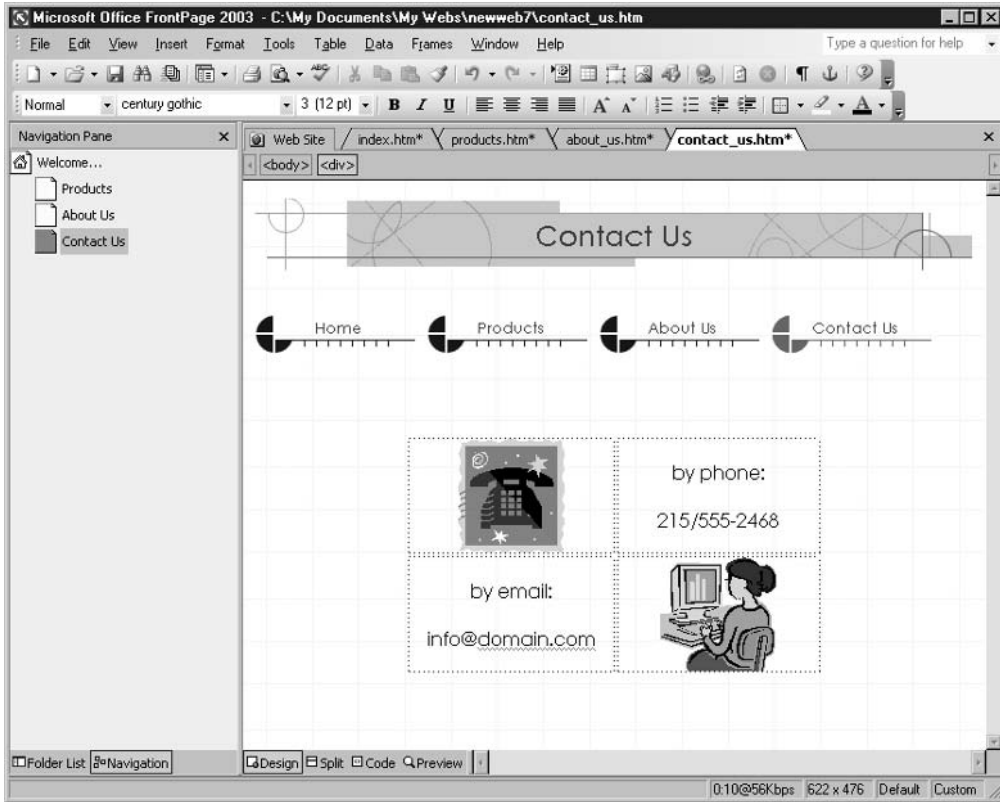 Microsoft Office FrontPage 2003 - C:\My Documents\My Webs\newweb7\contact_us.htm
File Edit View Insert Format Tools Table Data Frames Window Help Type a question for help
Normal century gothic 3 (12 pt) B I U A A A
Navigation Pane
Web Site index.htm* products.htm* about_us.htm* contact_us.htm*
<body> <div>
Welcome...
Products
About Us
Contact Us
Contact Us
Home Products About Us Contact Us
by phone:
215/555-2468
by email:
info@domain.com
Folder List Navigation
Design Split Code Preview
0:10@56Kbps 622 x 476 Default Custom